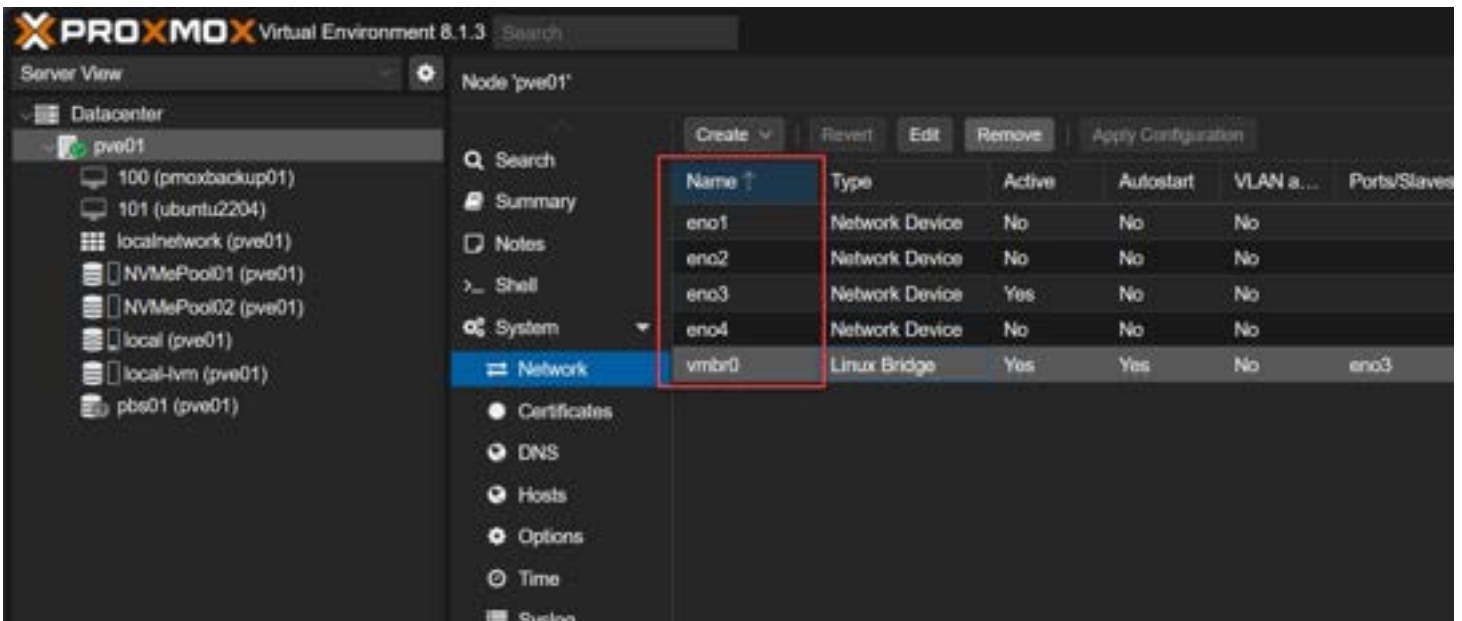 PROXMOX Virtual Environment 8.1.3 Search
Server View
Datacenter
pve01
100 (pmoxbackup01)
101 (ubuntu2204)
localnetwork (pve01)
NVMePool01 (pve01)
NVMePool02 (pve01)
local (pve01)
local-lvm (pve01)
pbs01 (pve01)
Node 'pve01'
Search
Summary
Notes
>_ Shell
System
Network
Certificates
DNS
Hosts
Options
Time
Syslog
Create Revert Edit Remove Apply Configuration
Name ↑ Type Active Autostart VLAN a... Ports/Slaves
eno1 Network Device No No No
eno2 Network Device No No No
eno3 Network Device Yes No No
eno4 Network Device No No No
vmbr0 Linux Bridge Yes Yes No eno3